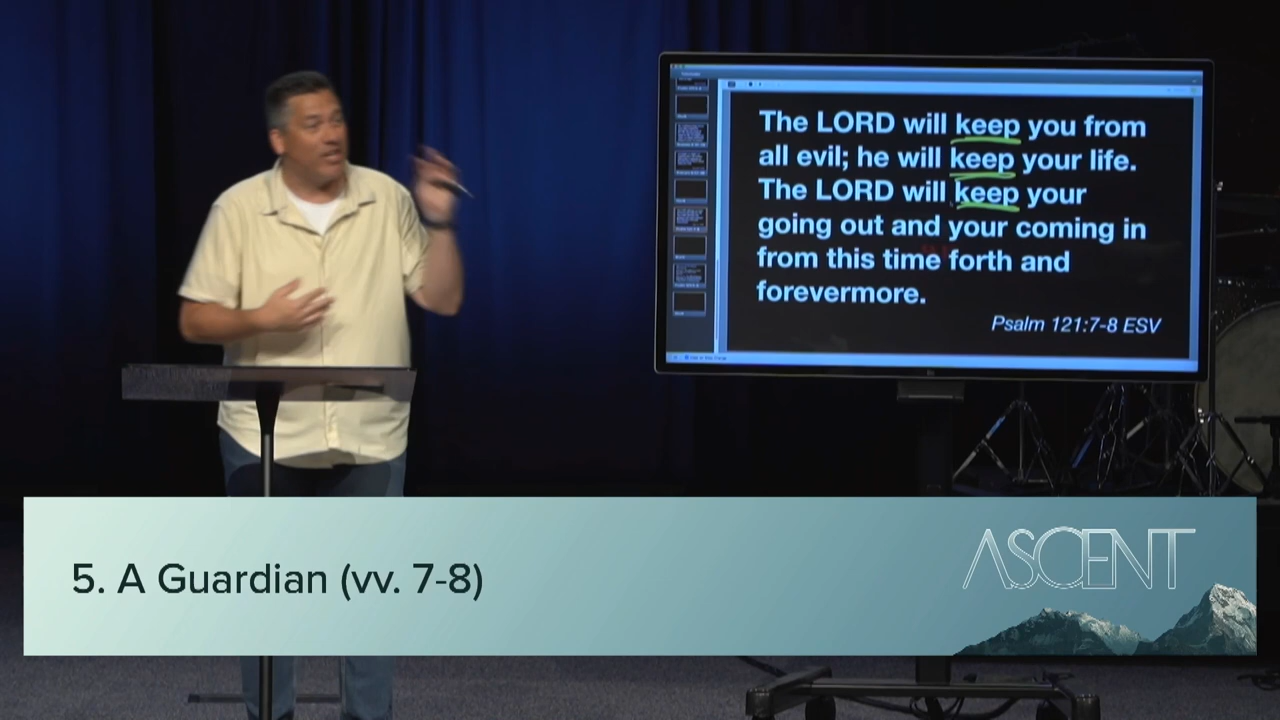 The LORD will keep you from
all evil; he will keep your life.
The LORD will keep your
going out and your coming in
from this time forth and
forevermore.
Psalm 121:7-8 ESV
5. A Guardian (vv. 7-8)
ASCENT